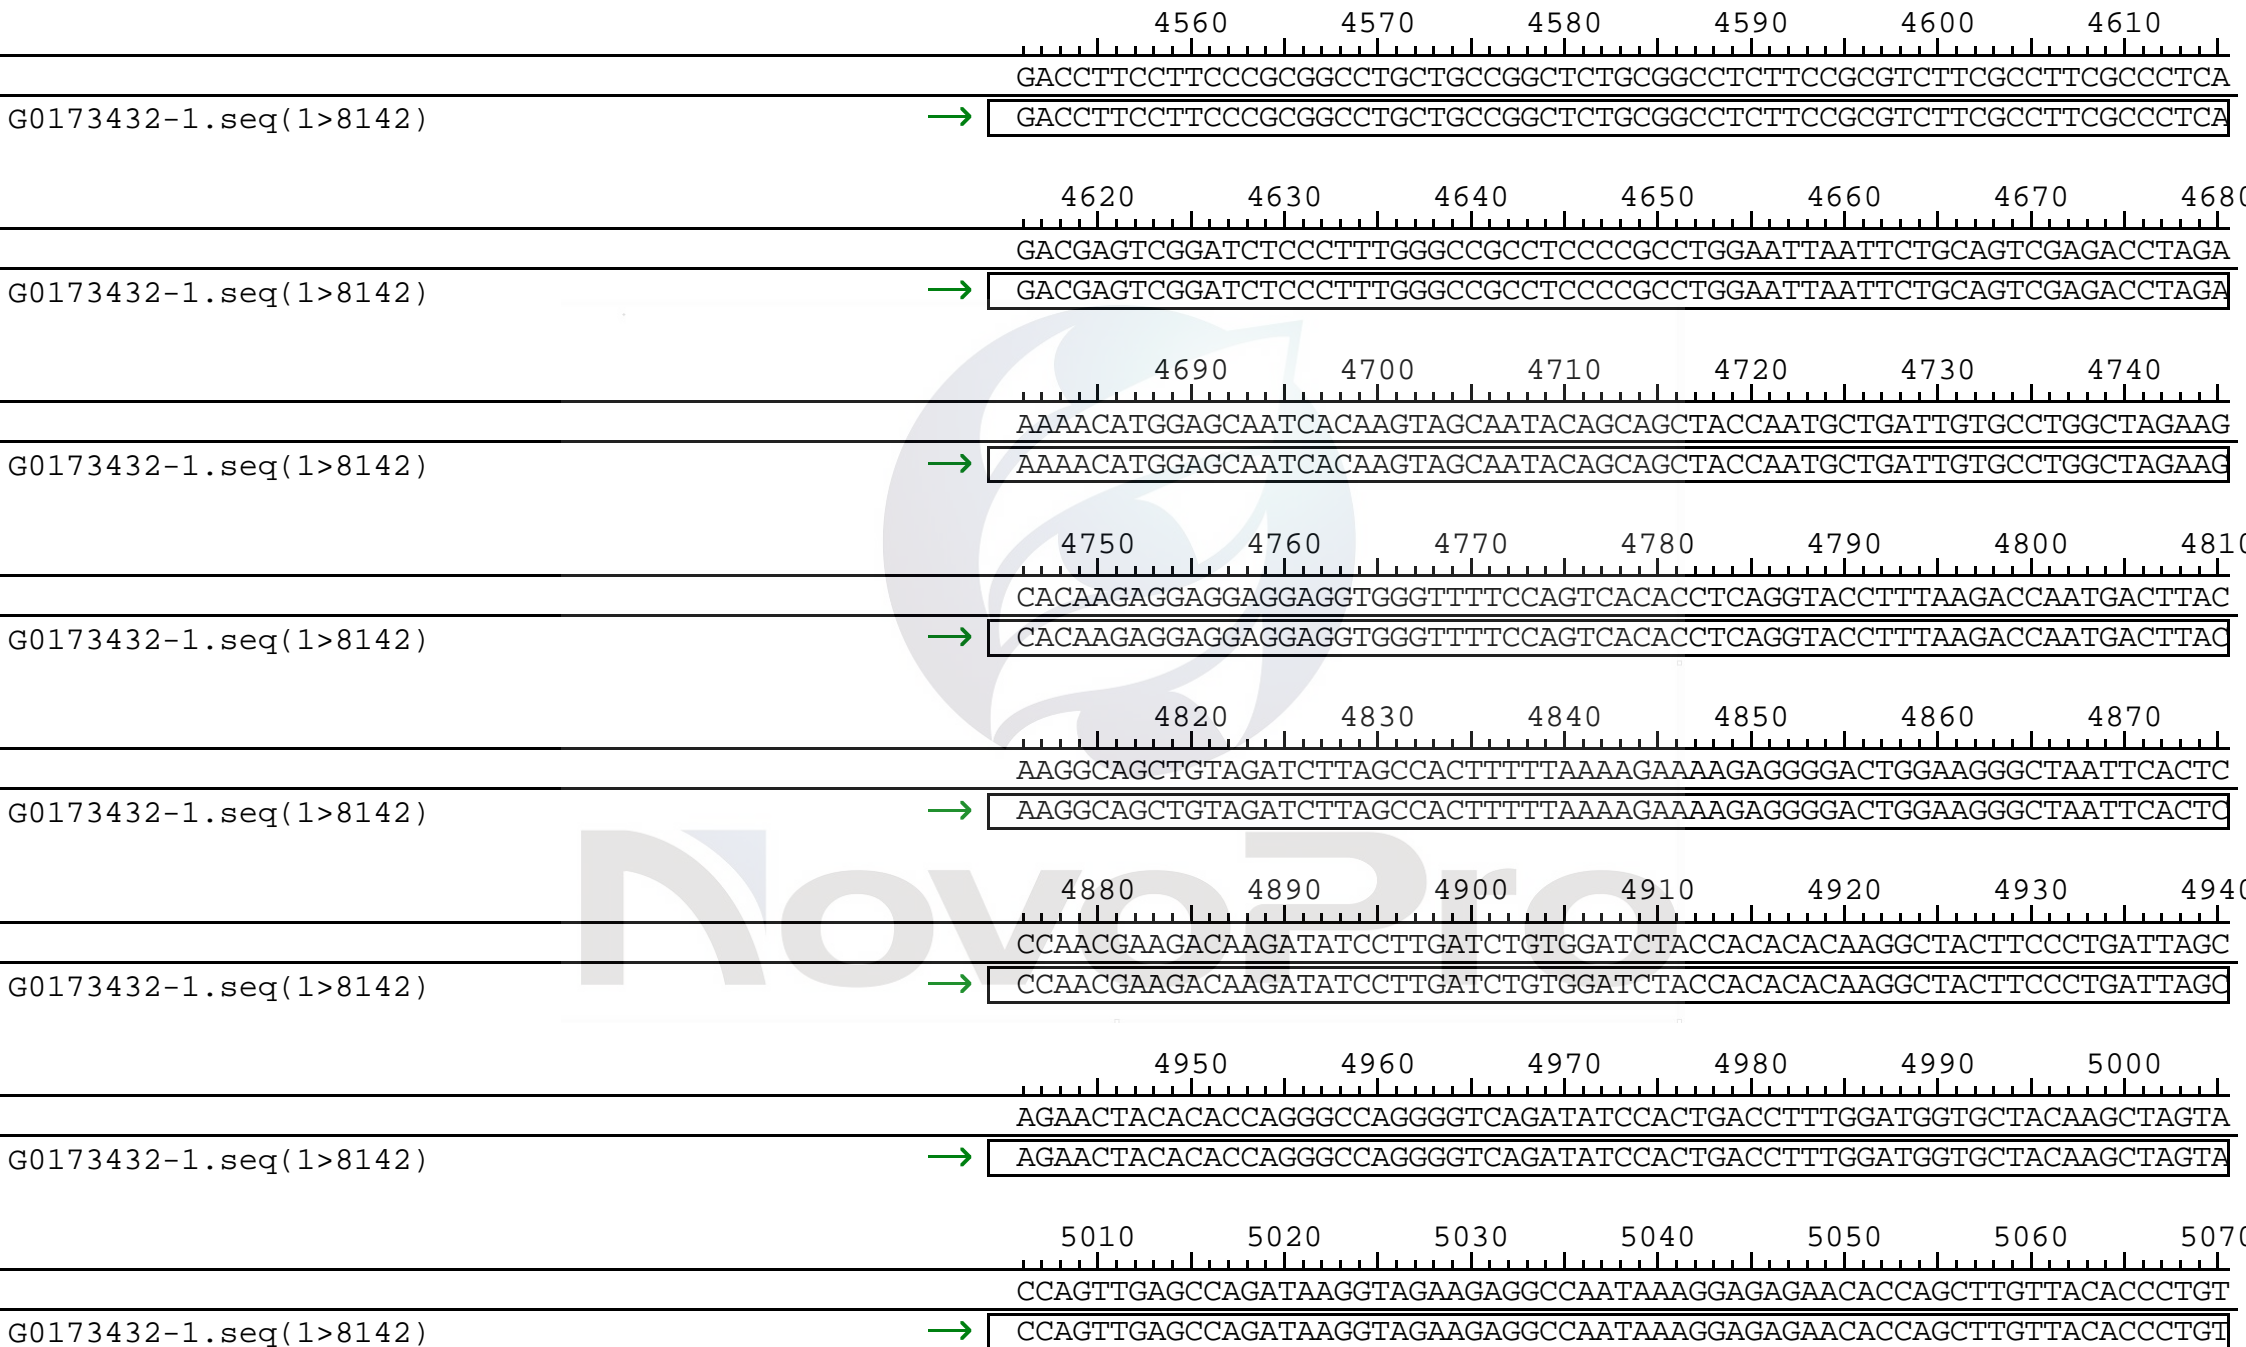 4560 4570 4580 4590 4600 4610
GACCTTCCTTCCCGCGGCCTGCTGCCGGCTCTGCGGCCTCTTCCGCGTCTTCGCCTTCGCCCTCA
G0173432-1.seq(1>8142) → GACCTTCCTTCCCGCGGCCTGCTGCCGGCTCTGCGGCCTCTTCCGCGTCTTCGCCTTCGCCCTCA
4620 4630 4640 4650 4660 4670 4680
GACGAGTCGGATCTCCCTTTGGGCCGCCTCCCCGCCTGGAATTAATTCTGCAGTCGAGACCTAGA
G0173432-1.seq(1>8142) → GACGAGTCGGATCTCCCTTTGGGCCGCCTCCCCGCCTGGAATTAATTCTGCAGTCGAGACCTAGA
4690 4700 4710 4720 4730 4740
AAAACATGGAGCAATCACAAGTAGCAATACAGCAGCTACCAATGCTGATTGTGCCTGGCTAGAAG
G0173432-1.seq(1>8142) → AAAACATGGAGCAATCACAAGTAGCAATACAGCAGCTACCAATGCTGATTGTGCCTGGCTAGAAG
4750 4760 4770 4780 4790 4800 4810
CACAAGAGGAGGAGGAGGTGGGTTTTCCAGTCACACCTCAGGTACCTTTAAGACCAATGACTTAC
G0173432-1.seq(1>8142) → CACAAGAGGAGGAGGAGGTGGGTTTTCCAGTCACACCTCAGGTACCTTTAAGACCAATGACTTAC
4820 4830 4840 4850 4860 4870
AAGGCAGCTGTAGATCTTAGCCACTTTTTAAAAGAAAAGAGGGGACTGGAAGGGCTAATTCACTC
G0173432-1.seq(1>8142) → AAGGCAGCTGTAGATCTTAGCCACTTTTTAAAAGAAAAGAGGGGACTGGAAGGGCTAATTCACTC
NovoPro
4880 4890 4900 4910 4920 4930 4940
CCAACGAAGACAAGATATCCTTGATCTGTGGATCTACCACACACAAGGCTACTTCCCTGATTAGC
G0173432-1.seq(1>8142) → CCAACGAAGACAAGATATCCTTGATCTGTGGATCTACCACACACAAGGCTACTTCCCTGATTAGC
4950 4960 4970 4980 4990 5000
AGAACTACACACCAGGGCCAGGGGTCAGATATCCACTGACCTTTGGATGGTGCTACAAGCTAGTA
G0173432-1.seq(1>8142) → AGAACTACACACCAGGGCCAGGGGTCAGATATCCACTGACCTTTGGATGGTGCTACAAGCTAGTA
5010 5020 5030 5040 5050 5060 5070
CCAGTTGAGCCAGATAAGGTAGAAGAGGCCAATAAAGGAGAGAACACCAGCTTGTTACACCCTGT
G0173432-1.seq(1>8142) → CCAGTTGAGCCAGATAAGGTAGAAGAGGCCAATAAAGGAGAGAACACCAGCTTGTTACACCCTGT